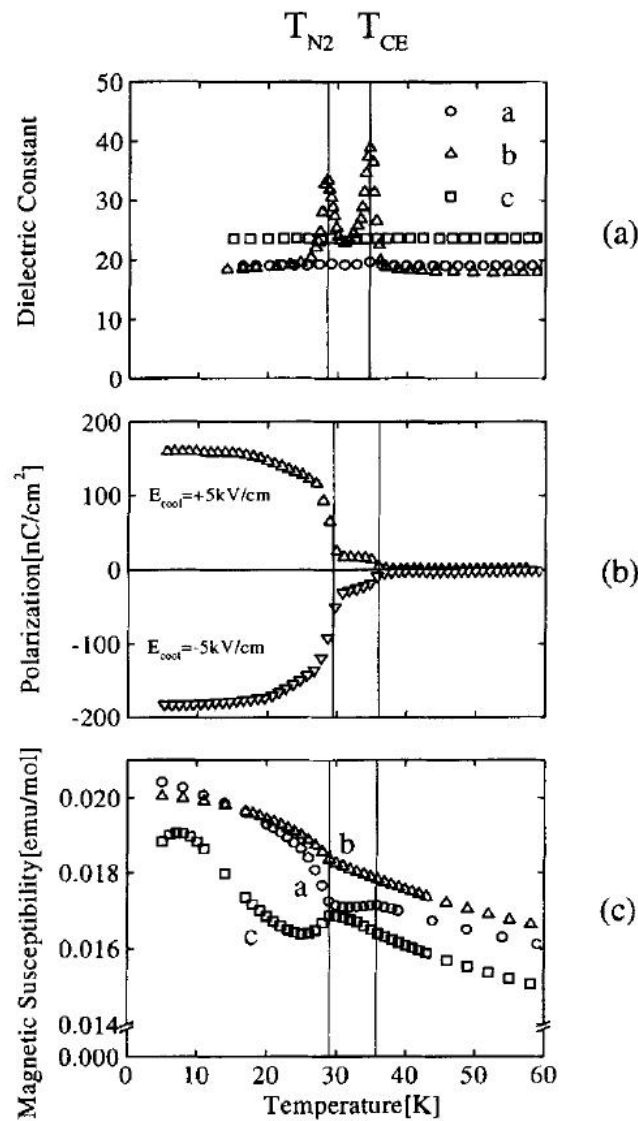 T_N2 T_CE
50
40
30
20
10
0
Dielectric Constant
a
b
c
(a)
200
100
0
-100
-200
Polarization[nC/cm²]
E_cool=+5kV/cm
E_cool=-5kV/cm
(b)
0.020
0.018
0.016
0.014
0.000
Magnetic Susceptibility[emu/mol]
b
a
c
(c)
0 10 20 30 40 50 60
Temperature[K]